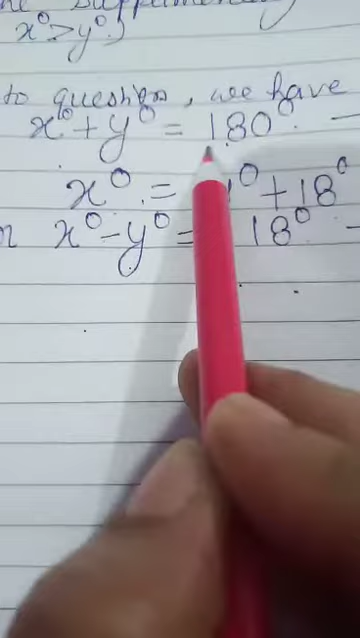 x° > y°.)
to question, we have
x° + y° = 180°. —
x° = y° + 18°
x° - y° = 18° —